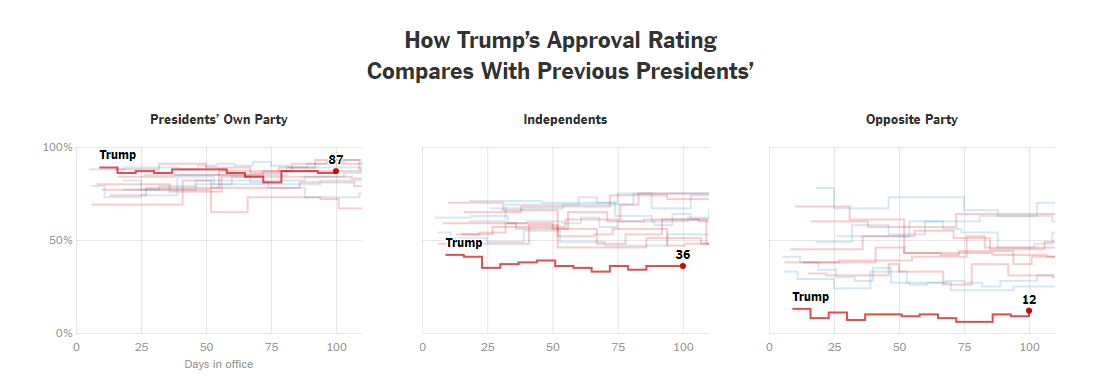 How Trump's Approval Rating
Compares With Previous Presidents'
Presidents' Own Party
Independents
Opposite Party
100%
50%
0%
Trump
87
Trump
36
Trump
12
0 25 50 75 100
0 25 50 75 100
0 25 50 75 100
Days in office